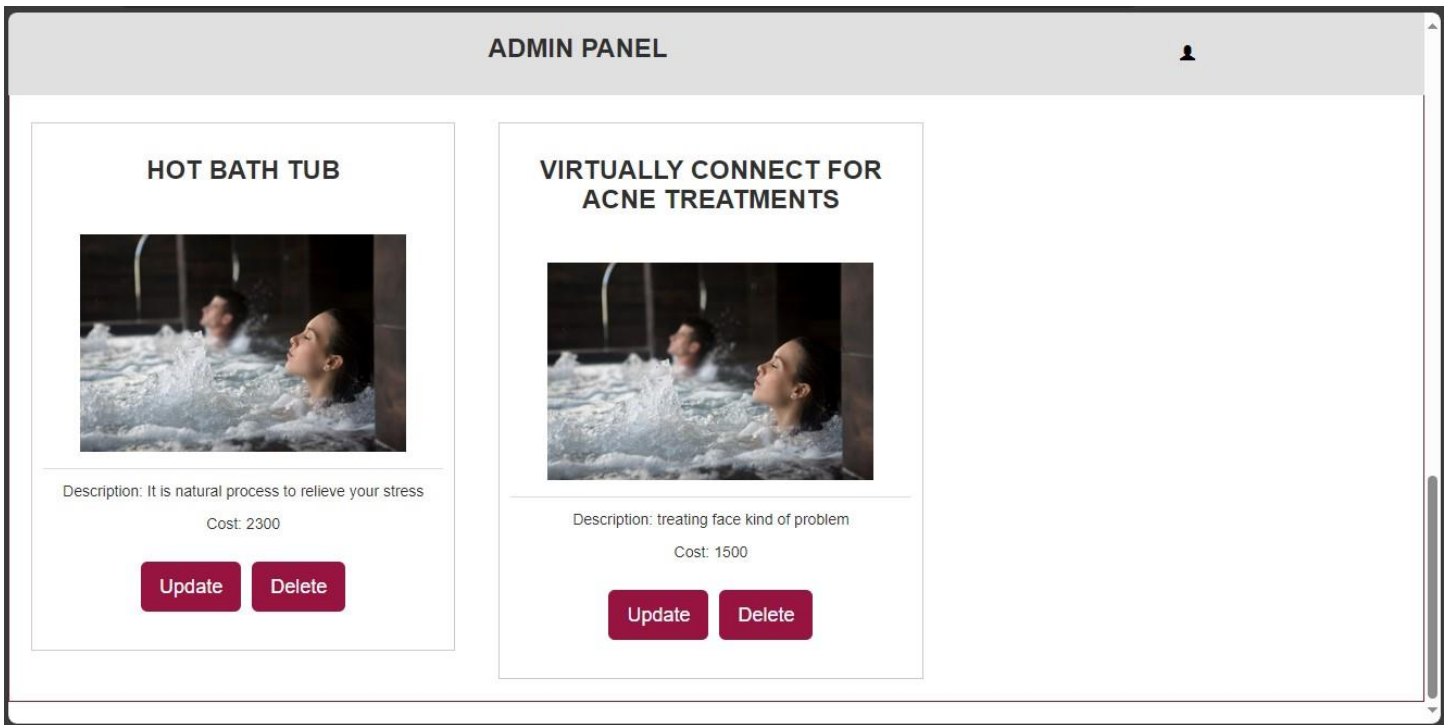 ADMIN PANEL
HOT BATH TUB
Description: It is natural process to relieve your stress
Cost: 2300
Update
Delete
VIRTUALLY CONNECT FOR
ACNE TREATMENTS
Description: treating face kind of problem
Cost: 1500
Update
Delete